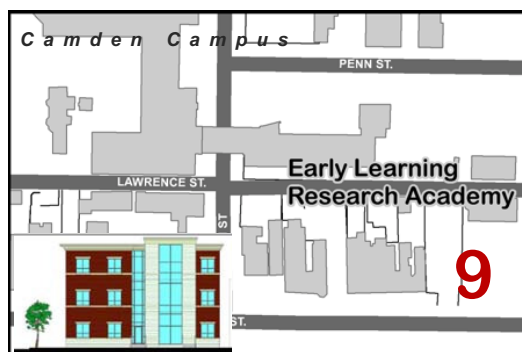 Camden Campus
PENN ST.
Early Learning
Research Academy
LAWRENCE ST.
ST
9
ST.